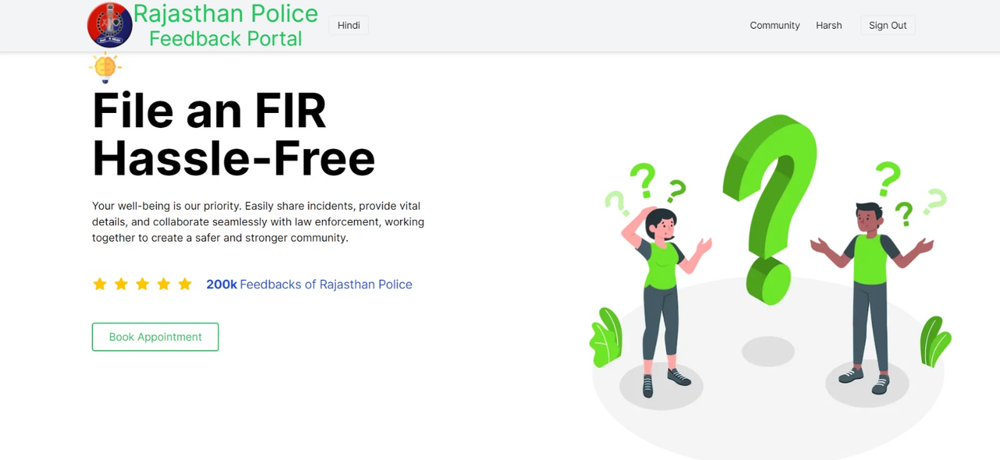 Rajasthan Police
Feedback Portal
Hindi
Community
Harsh
Sign Out
File an FIR
Hassle-Free
Your well-being is our priority. Easily share incidents, provide vital
details, and collaborate seamlessly with law enforcement, working
together to create a safer and stronger community.
200k Feedbacks of Rajasthan Police
Book Appointment